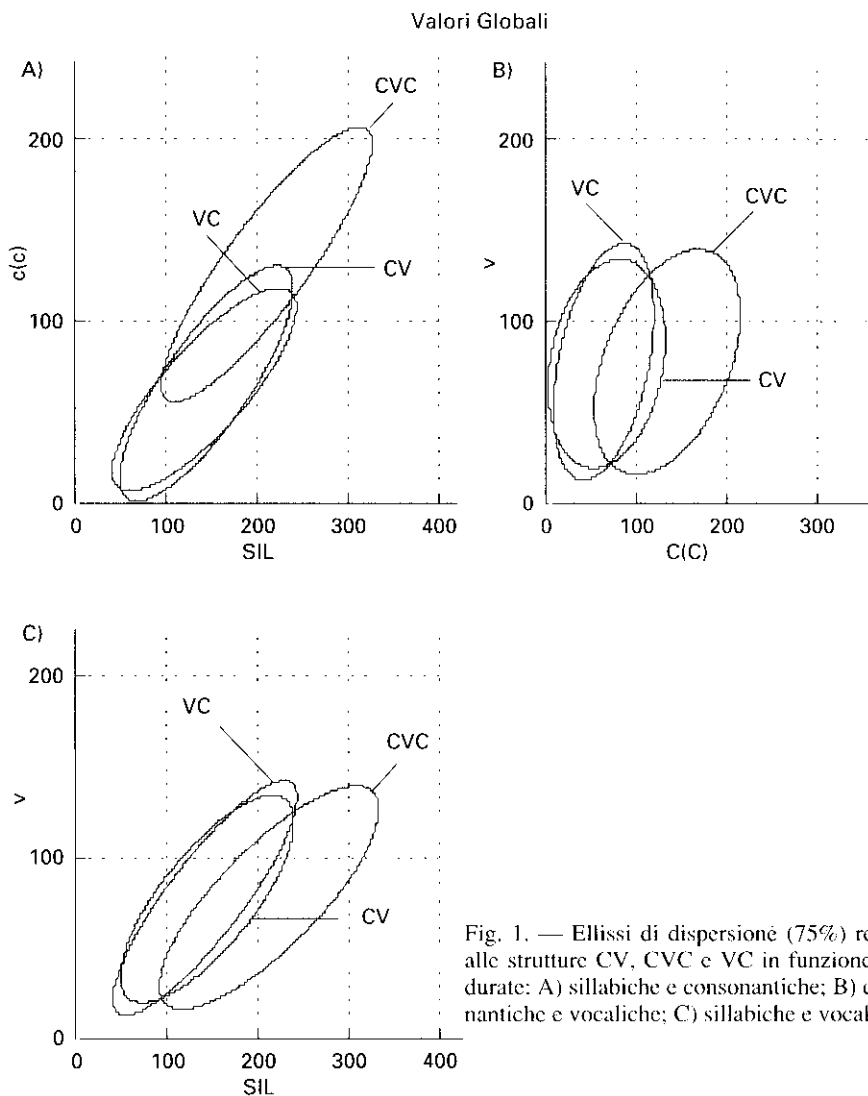 Valori Globali
A)
CVC
200
VC
c(c)
CV
100
0
0 100 200 300 400
SIL
B)
200
VC
CVC
v
100
CV
0
0 100 200 300
C(C)
C)
200
VC
CVC
v
100
CV
0
0 100 200 300 400
SIL
Fig. 1. — Ellissi di dispersione (75%)
alle strutture CV, CVC e VC in funzione
durate: A) sillabiche e consonantiche; B)
nantiche e vocaliche; C) sillabiche e